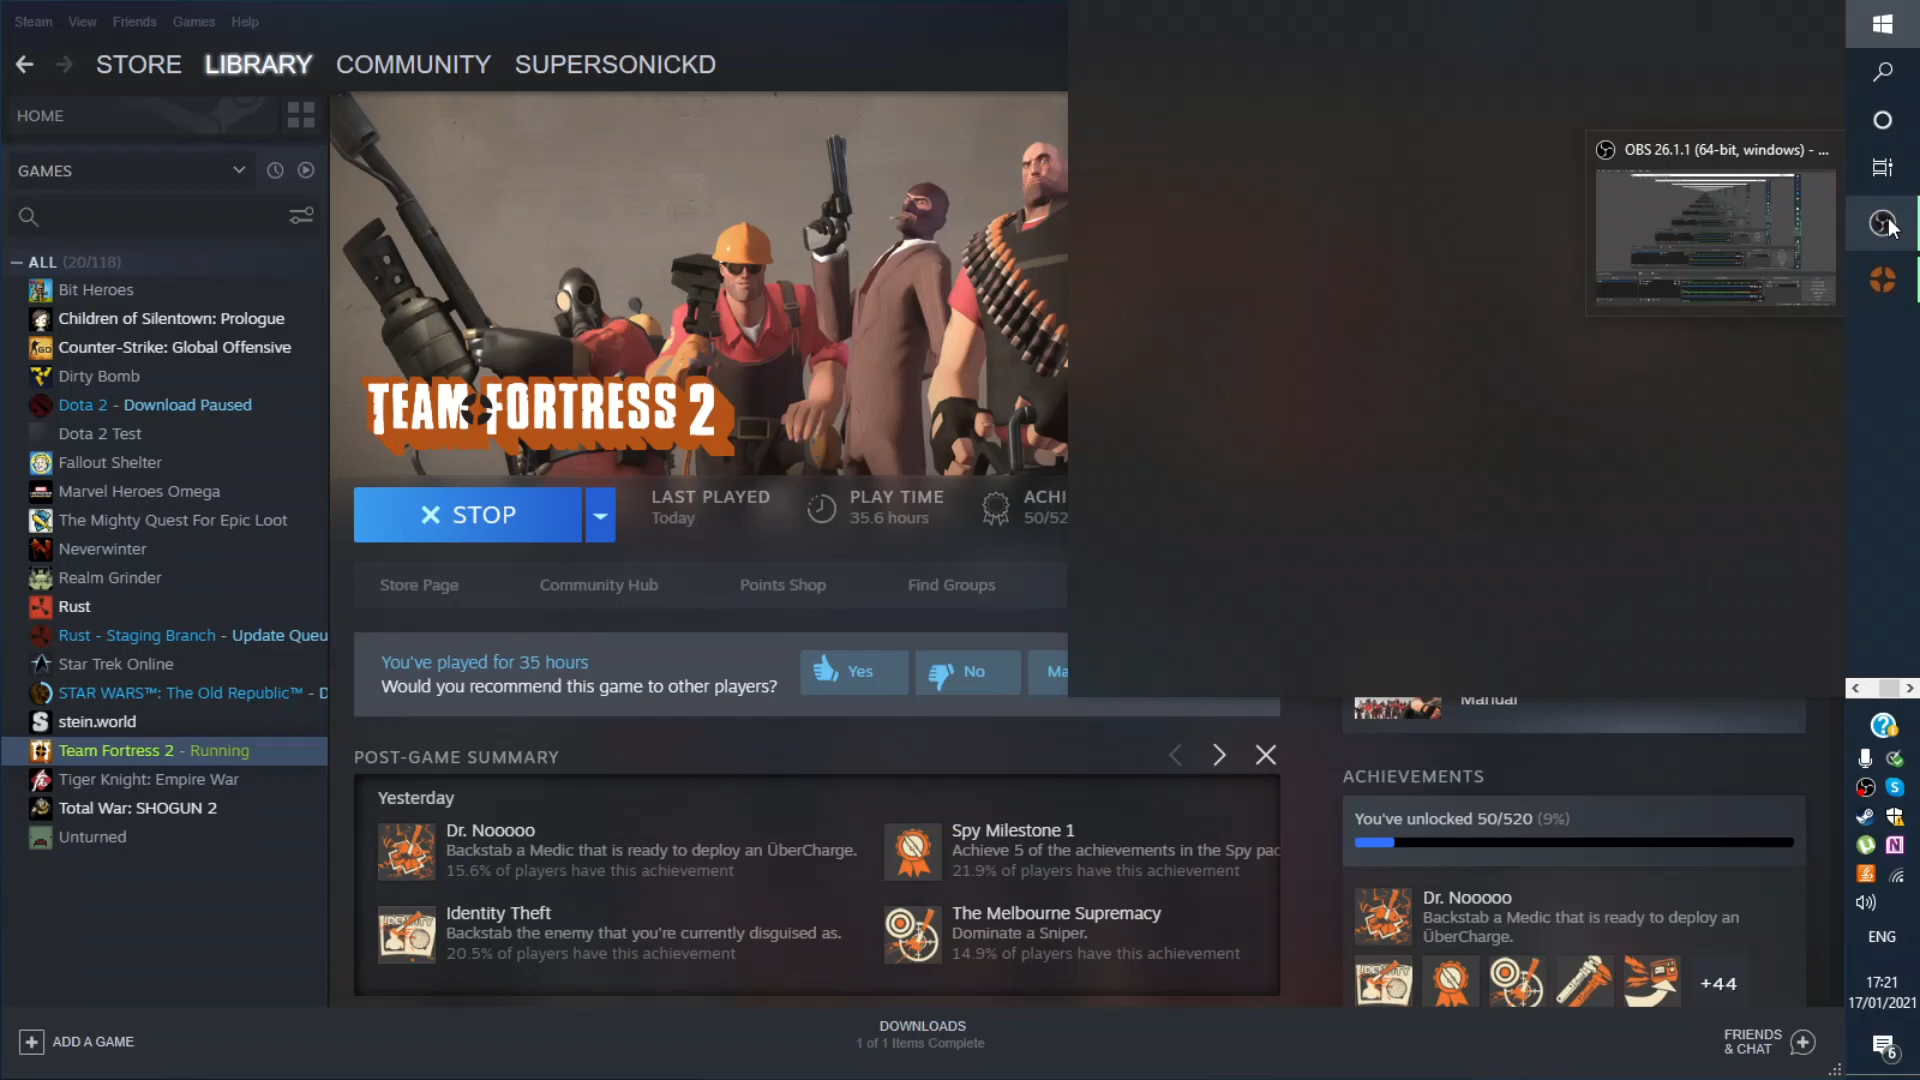 Steam View Friends Games Help
STORE LIBRARY COMMUNITY SUPERSONICKD
HOME
GAMES
ALL (20/118)
Bit Heroes
Children of Silentown: Prologue
Counter-Strike: Global Offensive
Dirty Bomb
Dota 2 - Download Paused
Dota 2 Test
Fallout Shelter
Marvel Heroes Omega
The Mighty Quest For Epic Loot
Neverwinter
Realm Grinder
Rust
Rust - Staging Branch - Update Queu
Star Trek Online
STAR WARS™: The Old Republic™ - D
stein.world
Team Fortress 2 - Running
Tiger Knight: Empire War
Total War: SHOGUN 2
Unturned
ADD A GAME
TEAM FORTRESS 2
STOP
LAST PLAYED
Today
PLAY TIME
35.6 hours
ACHI
50/52
Store Page Community Hub Points Shop Find Groups
You've played for 35 hours
Would you recommend this game to other players?
Yes
No
Ma
POST-GAME SUMMARY
Yesterday
Dr. Nooooo
Backstab a Medic that is ready to deploy an ÜberCharge.
15.6% of players have this achievement
Spy Milestone 1
Achieve 5 of the achievements in the Spy pac
21.9% of players have this achievement
Identity Theft
Backstab the enemy that you're currently disguised as.
20.5% of players have this achievement
The Melbourne Supremacy
Dominate a Sniper.
14.9% of players have this achievement
Manual
ACHIEVEMENTS
You've unlocked 50/520 (9%)
Dr. Nooooo
Backstab a Medic that is ready to deploy an
ÜberCharge.
+44
DOWNLOADS
1 of 1 Items Complete
FRIENDS
& CHAT
OBS 26.1.1 (64-bit, windows) - ...
ENG
17:21
17/01/2021
6